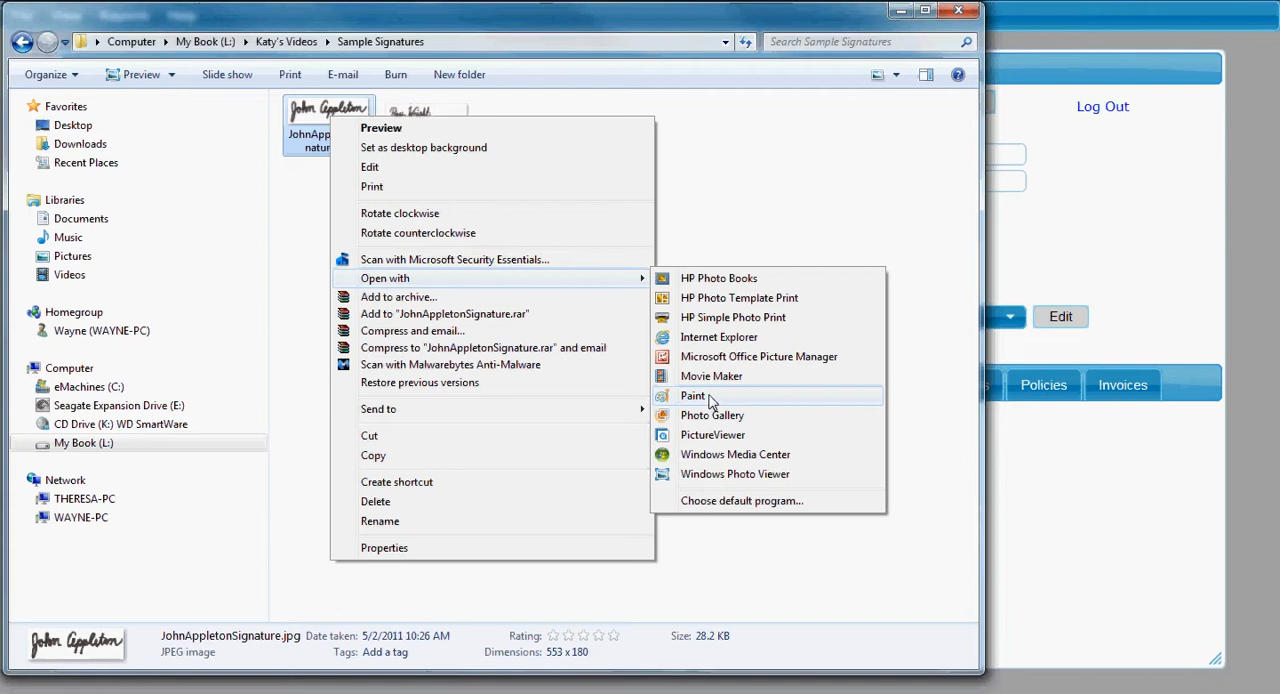 Computer My Book (L:) Katy's Videos Sample Signatures
Search Sample Signatures
Organize Preview Slide show Print E-mail Burn New folder
Favorites
Desktop
Downloads
Recent Places
Libraries
Documents
Music
Pictures
Videos
Homegroup
Wayne (WAYNE-PC)
Computer
eMachines (C:)
Seagate Expansion Drive (E:)
CD Drive (K:) WD SmartWare
My Book (L:)
Network
THERESA-PC
WAYNE-PC
John Appleton
Preview
Set as desktop background
Edit
Print
Rotate clockwise
Rotate counterclockwise
Scan with Microsoft Security Essentials...
Open with
Add to archive...
Add to "JohnAppletonSignature.rar"
Compress and email...
Compress to "JohnAppletonSignature.rar" and email
Scan with Malwarebytes Anti-Malware
Restore previous versions
Send to
Cut
Copy
Create shortcut
Delete
Rename
Properties
HP Photo Books
HP Photo Template Print
HP Simple Photo Print
Internet Explorer
Microsoft Office Picture Manager
Movie Maker
Paint
Photo Gallery
PictureViewer
Windows Media Center
Windows Photo Viewer
Choose default program...
Log Out
Edit
Policies Invoices
John Appleton
JohnAppletonSignature.jpg Date taken: 5/2/2011 10:26 AM Rating: Size: 28.2 KB
JPEG image Tags: Add a tag Dimensions: 553 x 180